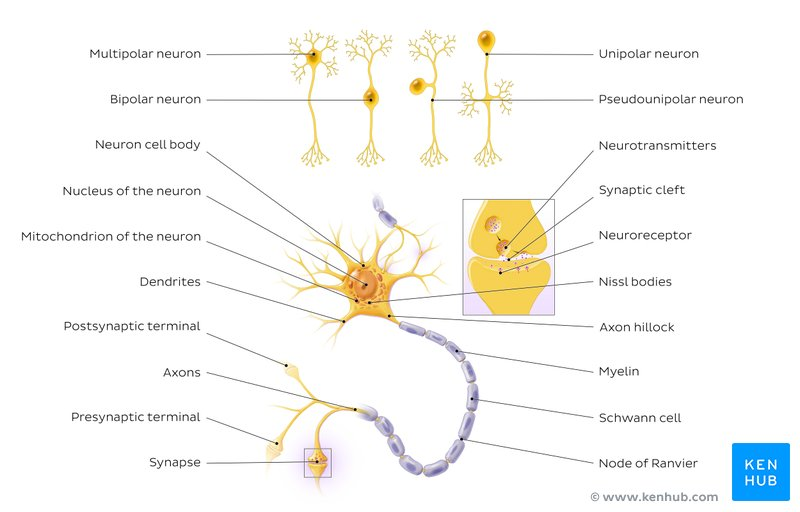 Multipolar neuron
Bipolar neuron
Neuron cell body
Nucleus of the neuron
Mitochondrion of the neuron
Dendrites
Postsynaptic terminal
Axons
Presynaptic terminal
Synapse
Unipolar neuron
Pseudounipolar neuron
Neurotransmitters
Synaptic cleft
Neuroreceptor
Nissl bodies
Axon hillock
Myelin
Schwann cell
Node of Ranvier
KEN
HUB
© www.kenhub.com